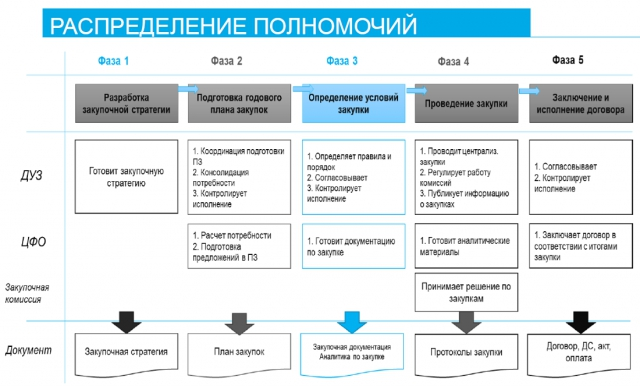 РАСПРЕДЕЛЕНИЕ ПОЛНОМОЧИЙ
Фаза 1
Фаза 2
Фаза 3
Фаза 4
Фаза 5
Разработка
закупочной стратегии
Подготовка годового
плана закупок
Определение условий
закупки
Проведение закупки
Заключение и
исполнение договора
ДУЗ
Готовит закупочную
стратегию
1. Координация подготовки
ПЗ
2. Консолидация
потребности
3. Контролирует
исполнение
1. Определяет правила и
порядок
2. Согласовывает
3. Контролирует
исполнение
1. Проводит централиз.
закупки
2. Регулирует работу
комиссий
3. Публикует информацию
о закупках
1. Согласовывает
2. Контролирует
исполнение
ЦФО
1. Расчет потребности
2. Подготовка
предложений в ПЗ
1. Готовит документацию
по закупке
1. Готовит аналитические
материалы
1. Заключает договор в
соответствии с итогами
закупки
Закупочная
комиссия
Принимает решение по
закупкам
Документ
Закупочная стратегия
План закупок
Закупочная документация
Аналитика по закупке
Протоколы закупки
Договор, ДС, акт,
оплата